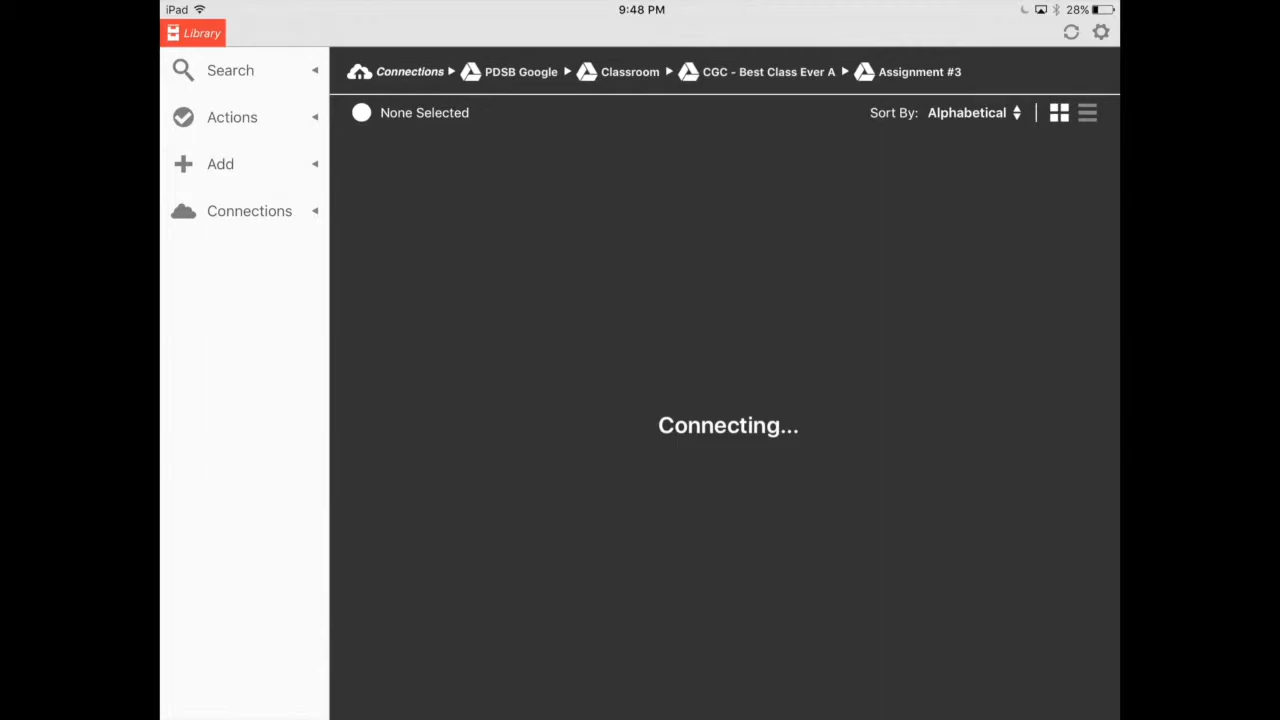 iPad 9:48 PM 28%
Library
Search
Actions
Add
Connections
Connections PDSB Google Classroom CGC - Best Class Ever A Assignment #3
None Selected Sort By: Alphabetical
Connecting...